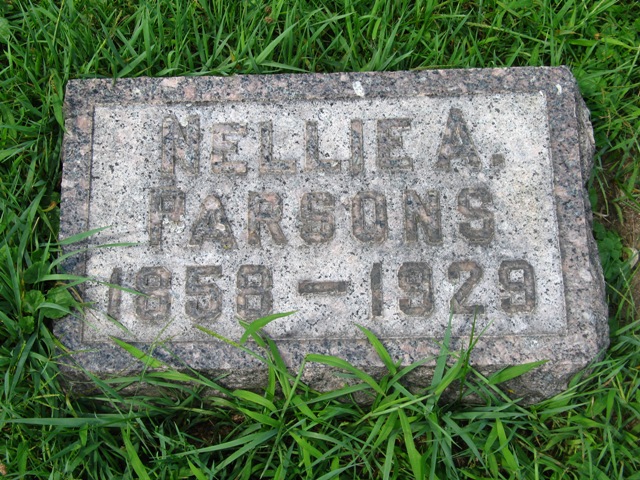 NELLIE A.
PARSONS
1858 – 1929